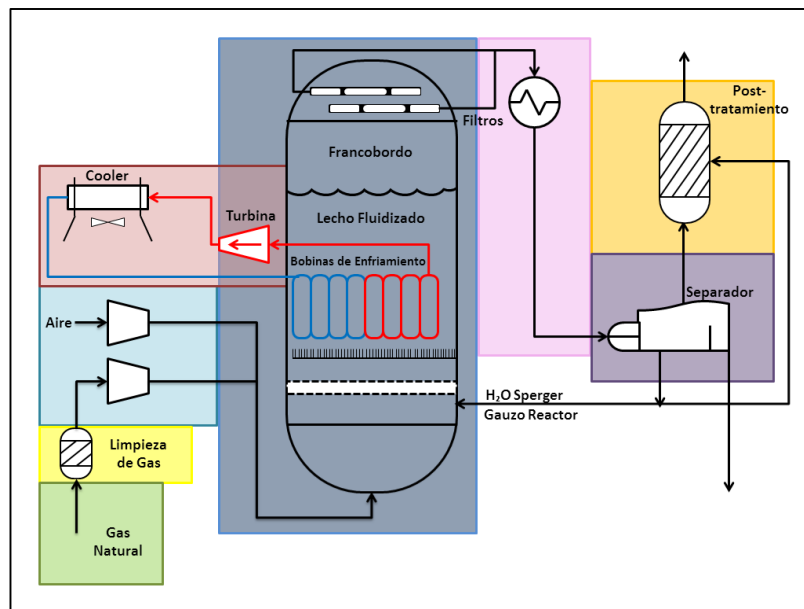 Post-
tratamiento
Filtros
Francobordo
Cooler
Turbina
Lecho Fluidizado
Bobinas de Enfriamiento
Separador
Aire
H₂O Sperger
Gauzo Reactor
Limpieza
de Gas
Gas
Natural